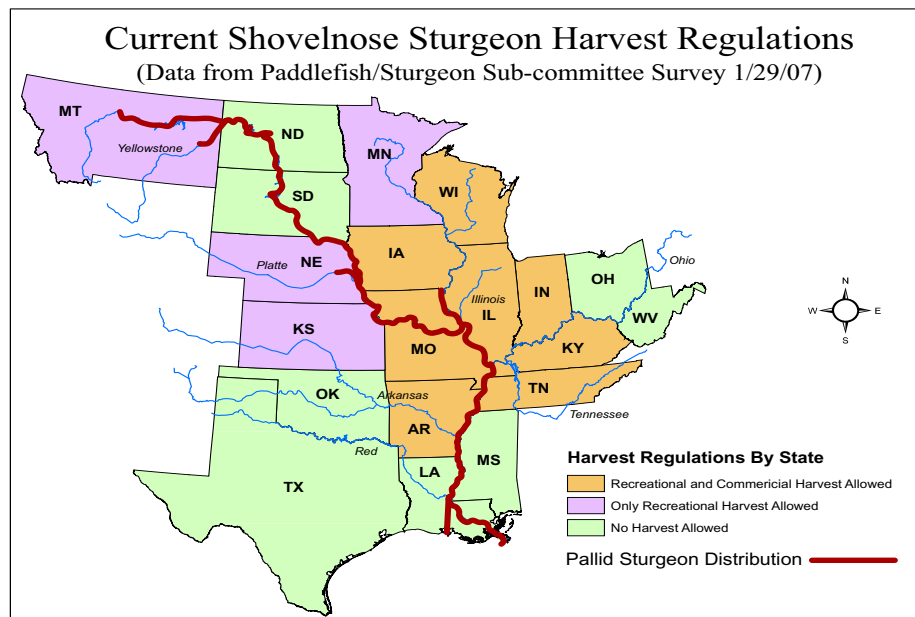 Current Shovelnose Sturgeon Harvest Regulations
(Data from Paddlefish/Sturgeon Sub-committee Survey 1/29/07)
MT
ND
MN
Yellowstone
WI
SD
IA
NE
Platte
Ohio
OH
IN
Illinois
IL
WV
KS
MO
KY
TN
OK
Arkansas
Tennessee
AR
Red
LA
MS
TX
N
W
E
S
Harvest Regulations By State
Recreational and Commericial Harvest Allowed
Only Recreational Harvest Allowed
No Harvest Allowed
Pallid Sturgeon Distribution